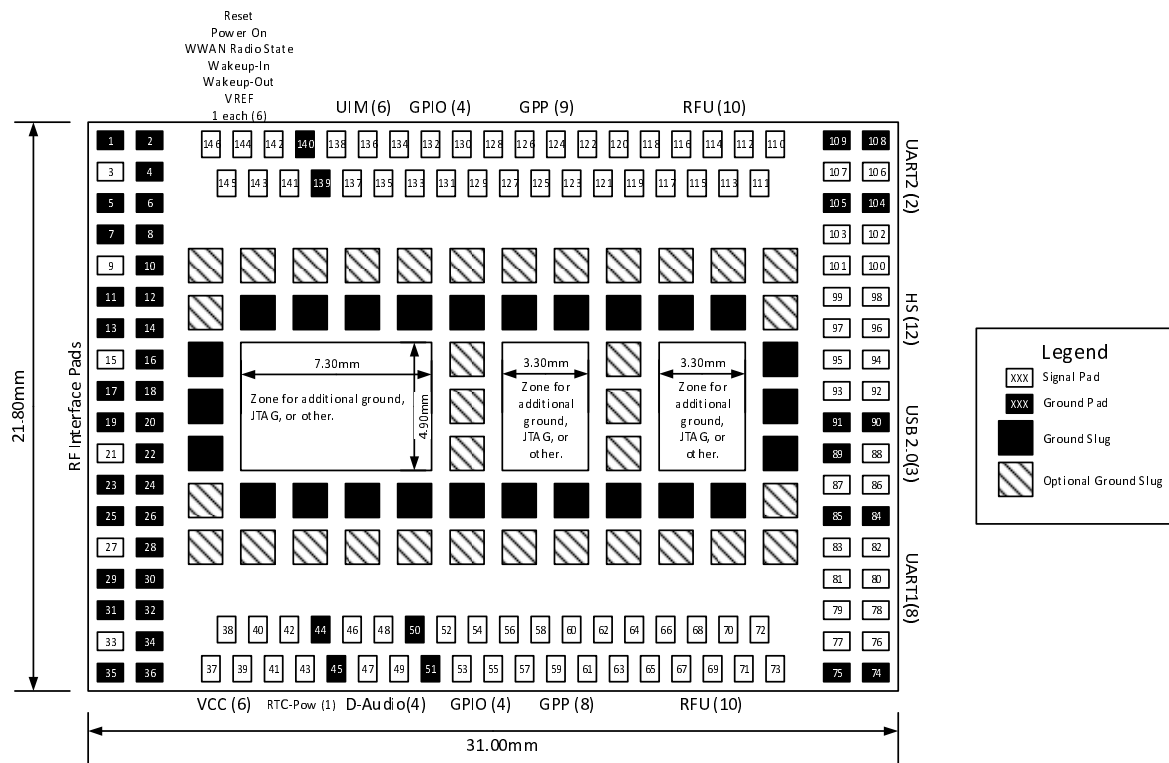 Reset
Power On
WWAN Radio State
Wakeup-In
Wakeup-Out
VREF
1 each (6)
UIM (6) GPIO (4) GPP (9) RFU (10)
146 144 142 140 138 136 134 132 130 128 126 124 122 120 118 116 114 112 110
145 143 141 139 137 135 133 131 129 127 125 123 121 119 117 115 113 111
1 2
3 4
5 6
7 8
9 10
11 12
13 14
15 16
17 18
19 20
21 22
23 24
25 26
27 28
29 30
31 32
33 34
35 36
RF Interface Pads
21.80mm
109 108
107 106
105 104
103 102
101 100
99 98
97 96
95 94
93 92
91 90
89 88
87 86
85 84
83 82
81 80
79 78
77 76
75 74
UART2 (2)
HS (12)
USB 2.0(3)
UART1(8)
7.30mm
Zone for additional ground,
JTAG, or other.
4.90mm
3.30mm
Zone for
additional
ground,
JTAG, or
other.
3.30mm
Zone for
additional
ground,
JTAG, or
other.
38 40 42 44 46 48 50 52 54 56 58 60 62 64 66 68 70 72
37 39 41 43 45 47 49 51 53 55 57 59 61 63 65 67 69 71 73
VCC (6) RTC-Pow (1) D-Audio(4) GPIO (4) GPP (8) RFU (10)
31.00mm
Legend
XXX Signal Pad
XXX Ground Pad
Ground Slug
Optional Ground Slug